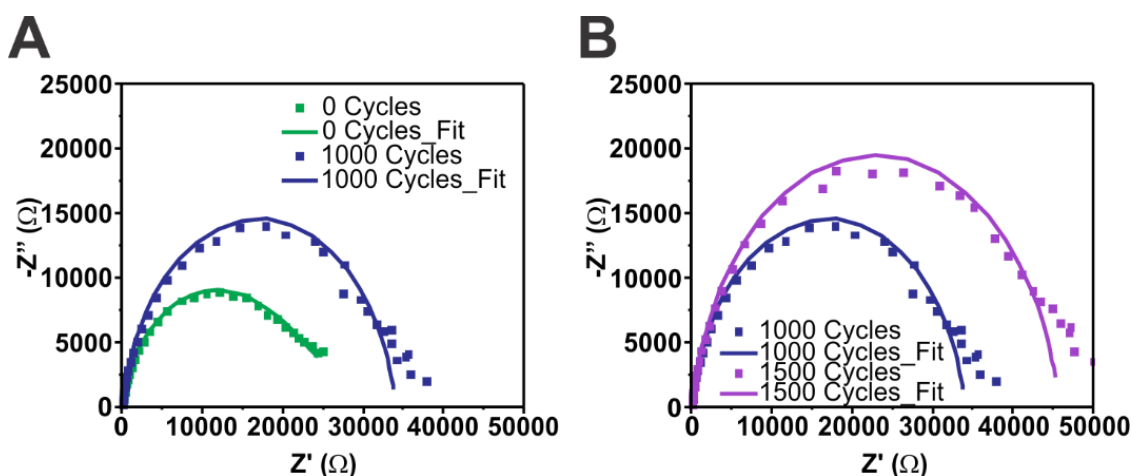 A
25000
20000
15000
10000
5000
0
-Z” (Ω)
0 Cycles
0 Cycles_Fit
1000 Cycles
1000 Cycles_Fit
0 10000 20000 30000 40000 50000
Z' (Ω)
B
25000
20000
15000
10000
5000
0
-Z” (Ω)
1000 Cycles
1000 Cycles_Fit
1500 Cycles
1500 Cycles_Fit
0 10000 20000 30000 40000 50000
Z' (Ω)